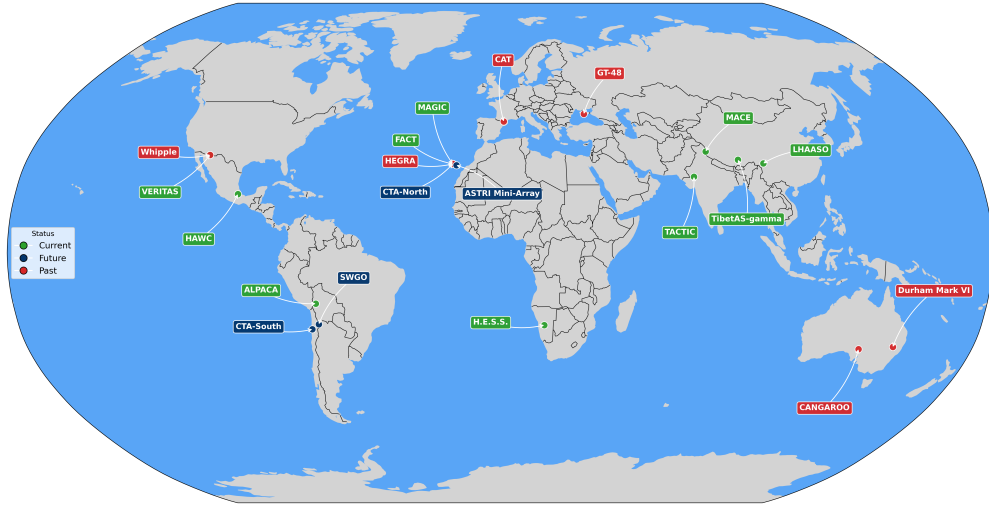 CAT
GT-48
MAGIC
MACE
FACT
LHAASO
Whipple
HEGRA
VERITAS
CTA-North
ASTRI Mini-Array
TibetAS-gamma
HAWC
TACTIC
Status
Current
Future
Past
SWGO
ALPACA
Durham Mark VI
CTA-South
H.E.S.S.
CANGAROO